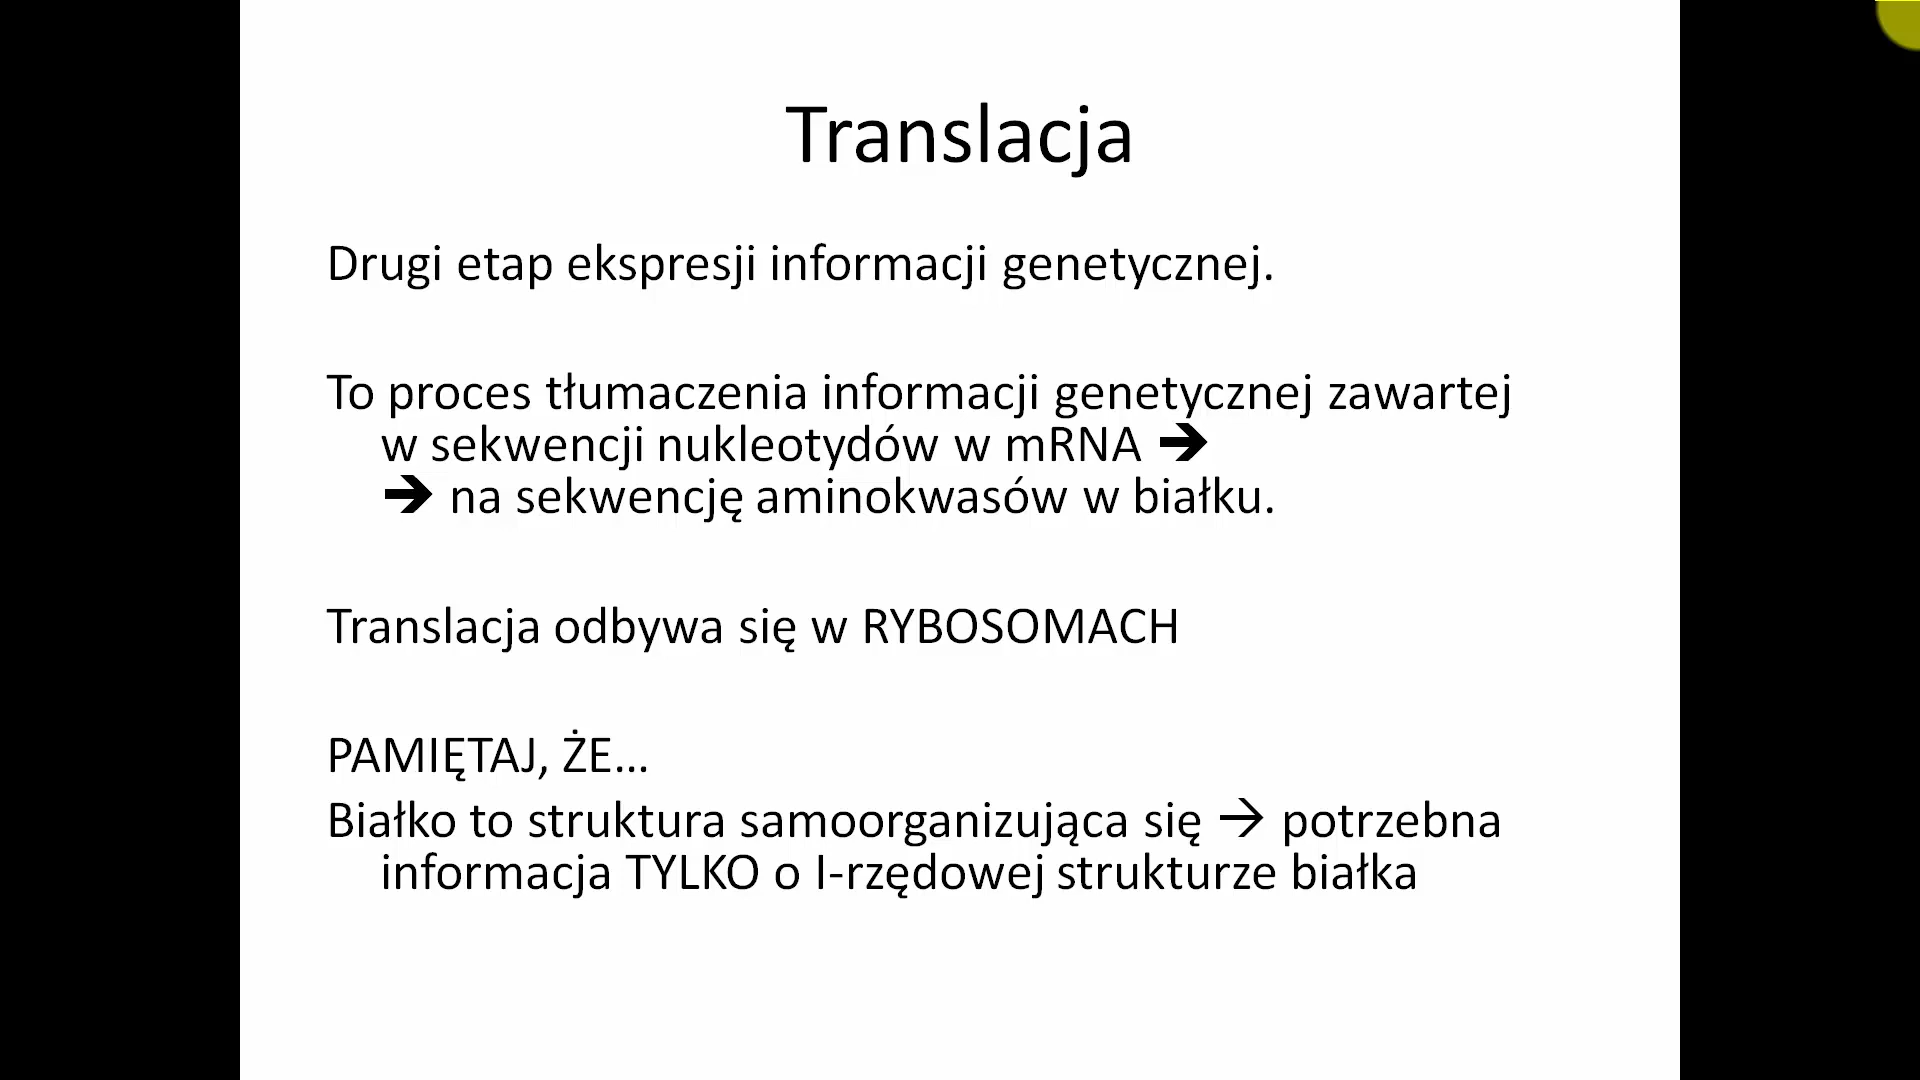 Translacja
Drugi etap ekspresji informacji genetycznej.
To proces tłumaczenia informacji genetycznej zawartej
w sekwencji nukleotydów w mRNA ➔
➔ na sekwencję aminokwasów w białku.
Translacja odbywa się w RYBOSOMACH
PAMIĘTAJ, ŻE...
Białko to struktura samoorganizująca się → potrzebna
informacja TYLKO o I-rzędowej strukturze białka